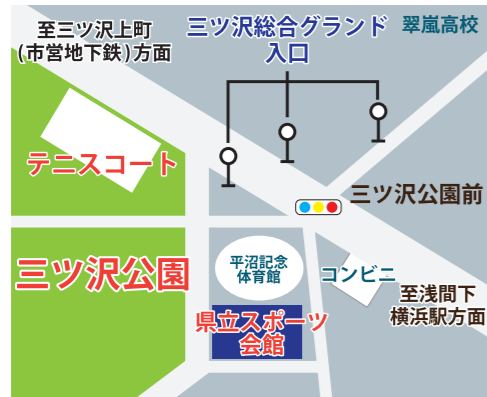 至三ツ沢上町
(市営地下鉄)方面
三ツ沢総合グランド
入口
翠嵐高校
テニスコート
三ツ沢公園前
三ツ沢公園
平沼記念
体育館
コンビニ
至浅間下
横浜駅方面
県立スポーツ
会館